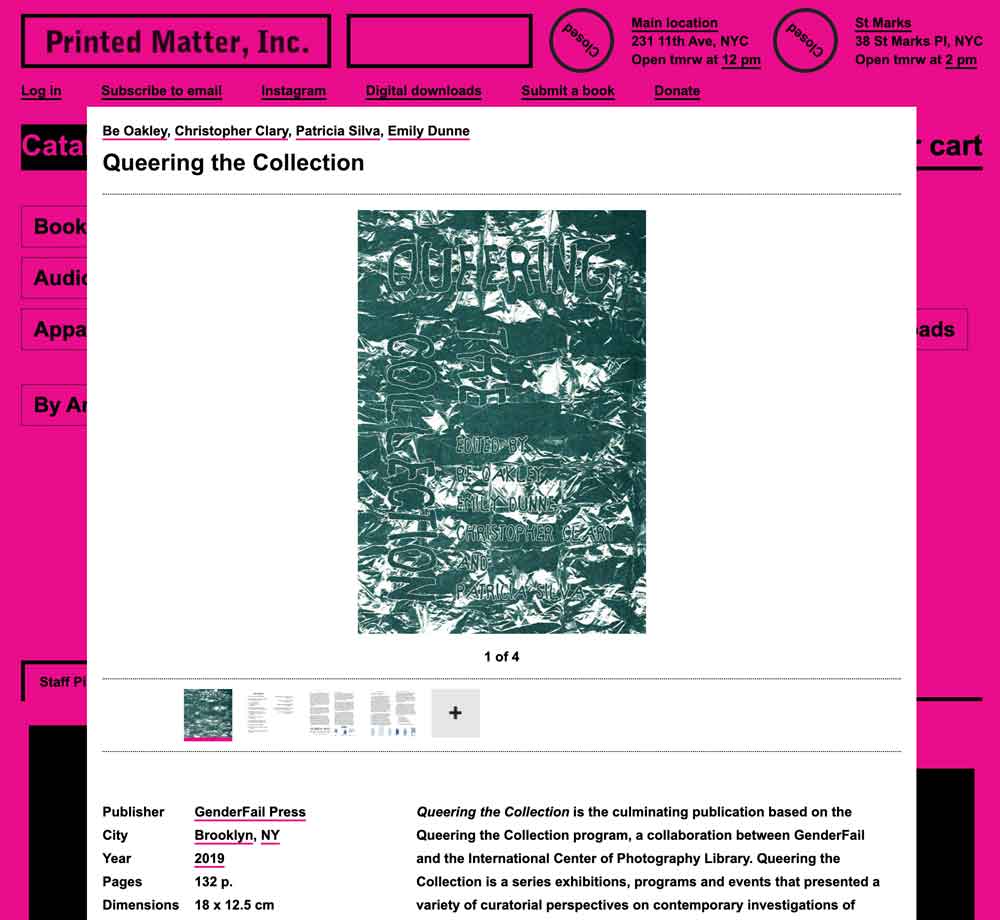 Printed Matter, Inc.
Closed
Main location
231 11th Ave, NYC
Open tmrw at 12 pm
Closed
St Marks
38 St Marks Pl, NYC
Open tmrw at 2 pm
Log in
Subscribe to email
Instagram
Digital downloads
Submit a book
Donate
Be Oakley, Christopher Clary, Patricia Silva, Emily Dunne
Queering the Collection
Cata
cart
Book
Audio
Appa
oads
By Ar
QUEERING
THE
COLLECTION
EDITED BY
BE OAKLEY,
EMILY DUNNE,
CHRISTOPHER CLARY
AND
PATRICIA SILVA
1 of 4
Staff Pi
+
Publisher GenderFail Press
City Brooklyn, NY
Year 2019
Pages 132 p.
Dimensions 18 x 12.5 cm
Queering the Collection is the culminating publication based on the
Queering the Collection program, a collaboration between GenderFail
and the International Center of Photography Library. Queering the
Collection is a series exhibitions, programs and events that presented a
variety of curatorial perspectives on contemporary investigations of